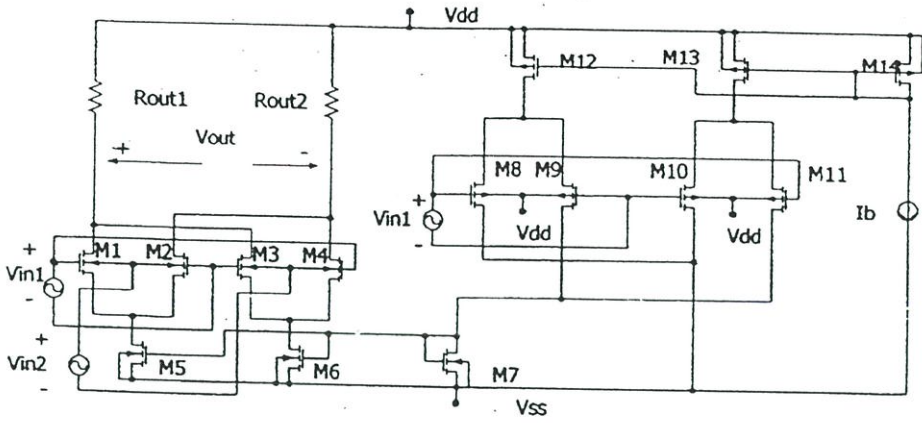 Vdd
M12
M13
M14
Rout1
Rout2
Vout
+
-
M8
M9
M10
M11
+
Vin1
-
Vdd
Vdd
Ib
M1
M2
M3
M4
+
Vin1
-
+
Vin2
-
M5
M6
M7
Vss